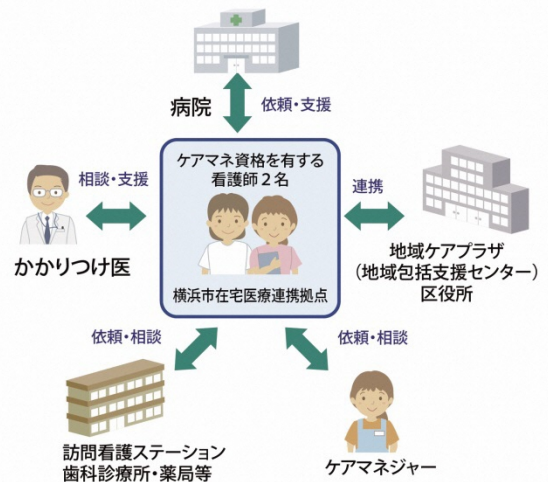 病院
依頼・支援
ケアマネ資格を有する
看護師２名
横浜市在宅医療連携拠点
相談・支援
かかりつけ医
連携
地域ケアプラザ
（地域包括支援センター）
区役所
依頼・相談
訪問看護ステーション
歯科診療所・薬局等
依頼・相談
ケアマネジャー